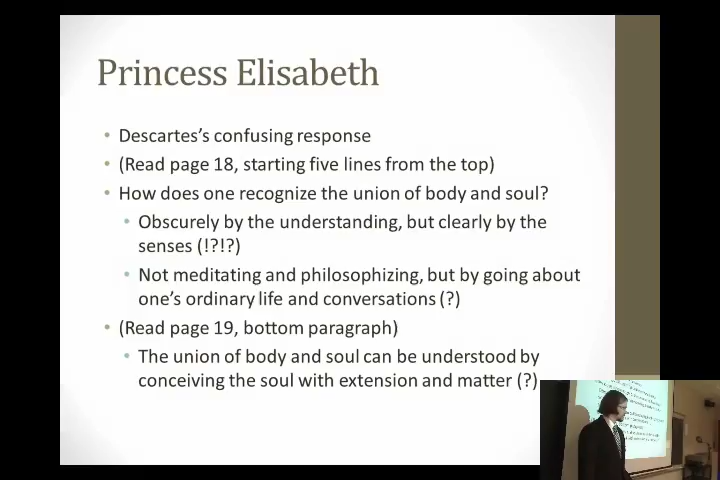 Princess Elisabeth
• Descartes's confusing response
• (Read page 18, starting five lines from the top)
• How does one recognize the union of body and soul?
• Obscurely by the understanding, but clearly by the
senses (!?!?)
• Not meditating and philosophizing, but by going about
one's ordinary life and conversations (?)
• (Read page 19, bottom paragraph)
• The union of body and soul can be understood by
conceiving the soul with extension and matter (?)